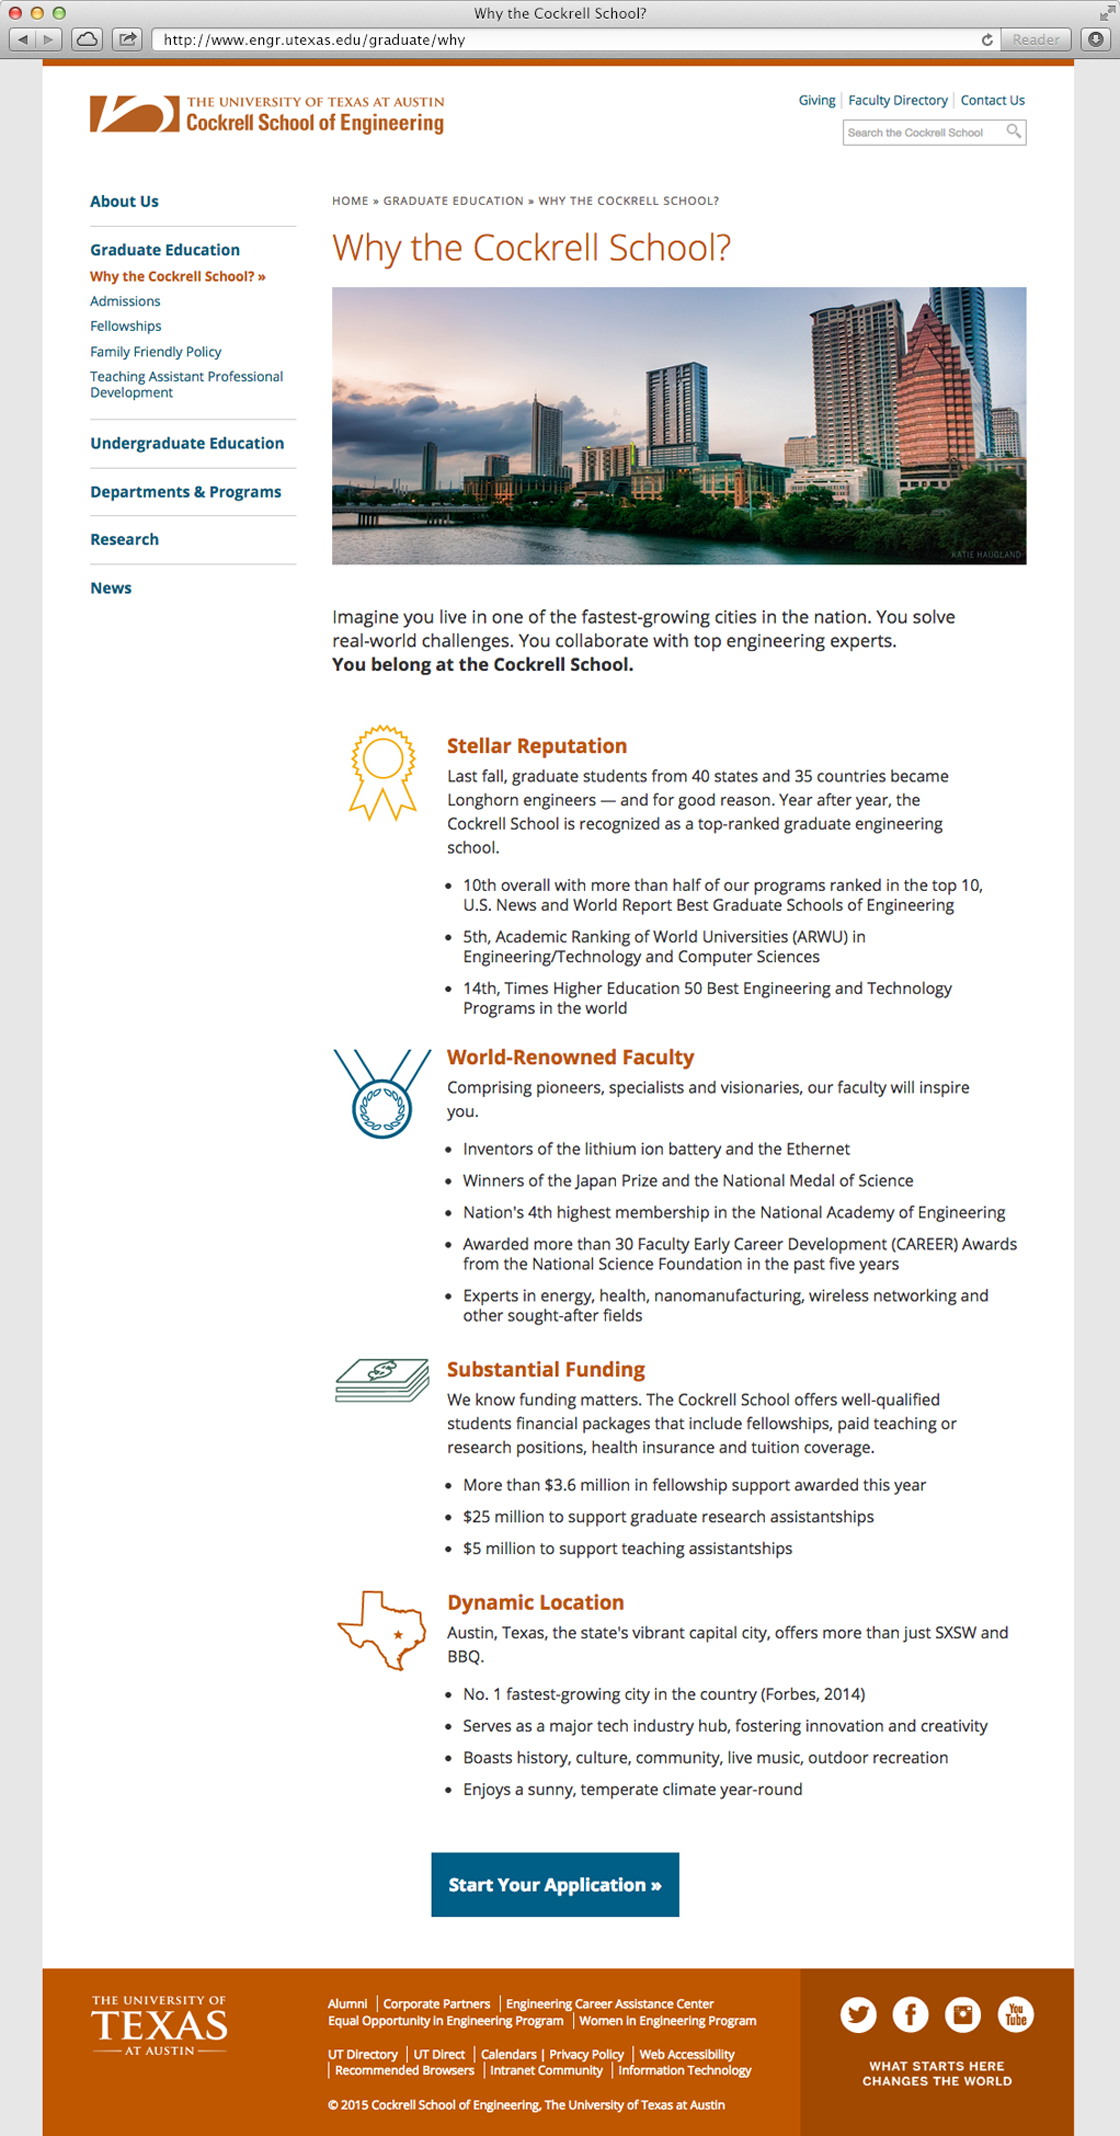 Why the Cockrell School?
http://www.engr.utexas.edu/graduate/why
Reader
THE UNIVERSITY OF TEXAS AT AUSTIN
Cockrell School of Engineering
Giving
Faculty Directory
Contact Us
Search the Cockrell School
About Us
Graduate Education
Why the Cockrell School? »
Admissions
Fellowships
Family Friendly Policy
Teaching Assistant Professional
Development
Undergraduate Education
Departments & Programs
Research
News
HOME » GRADUATE EDUCATION » WHY THE COCKRELL SCHOOL?
Why the Cockrell School?
KATIE HAUGLAND
Imagine you live in one of the fastest-growing cities in the nation. You solve
real-world challenges. You collaborate with top engineering experts.
You belong at the Cockrell School.
Stellar Reputation
Last fall, graduate students from 40 states and 35 countries became
Longhorn engineers — and for good reason. Year after year, the
Cockrell School is recognized as a top-ranked graduate engineering
school.
• 10th overall with more than half of our programs ranked in the top 10,
U.S. News and World Report Best Graduate Schools of Engineering
• 5th, Academic Ranking of World Universities (ARWU) in
Engineering/Technology and Computer Sciences
• 14th, Times Higher Education 50 Best Engineering and Technology
Programs in the world
World-Renowned Faculty
Comprising pioneers, specialists and visionaries, our faculty will inspire
you.
• Inventors of the lithium ion battery and the Ethernet
• Winners of the Japan Prize and the National Medal of Science
• Nation's 4th highest membership in the National Academy of Engineering
• Awarded more than 30 Faculty Early Career Development (CAREER) Awards
from the National Science Foundation in the past five years
• Experts in energy, health, nanomanufacturing, wireless networking and
other sought-after fields
Substantial Funding
We know funding matters. The Cockrell School offers well-qualified
students financial packages that include fellowships, paid teaching or
research positions, health insurance and tuition coverage.
• More than $3.6 million in fellowship support awarded this year
• $25 million to support graduate research assistantships
• $5 million to support teaching assistantships
Dynamic Location
Austin, Texas, the state's vibrant capital city, offers more than just SXSW and
BBQ.
• No. 1 fastest-growing city in the country (Forbes, 2014)
• Serves as a major tech industry hub, fostering innovation and creativity
• Boasts history, culture, community, live music, outdoor recreation
• Enjoys a sunny, temperate climate year-round
Start Your Application »
THE UNIVERSITY OF
TEXAS
AT AUSTIN
Alumni | Corporate Partners | Engineering Career Assistance Center
Equal Opportunity in Engineering Program | Women in Engineering Program
UT Directory | UT Direct | Calendars | Privacy Policy | Web Accessibility
| Recommended Browsers | Intranet Community | Information Technology
© 2015 Cockrell School of Engineering, The University of Texas at Austin
You
Tube
WHAT STARTS HERE
CHANGES THE WORLD